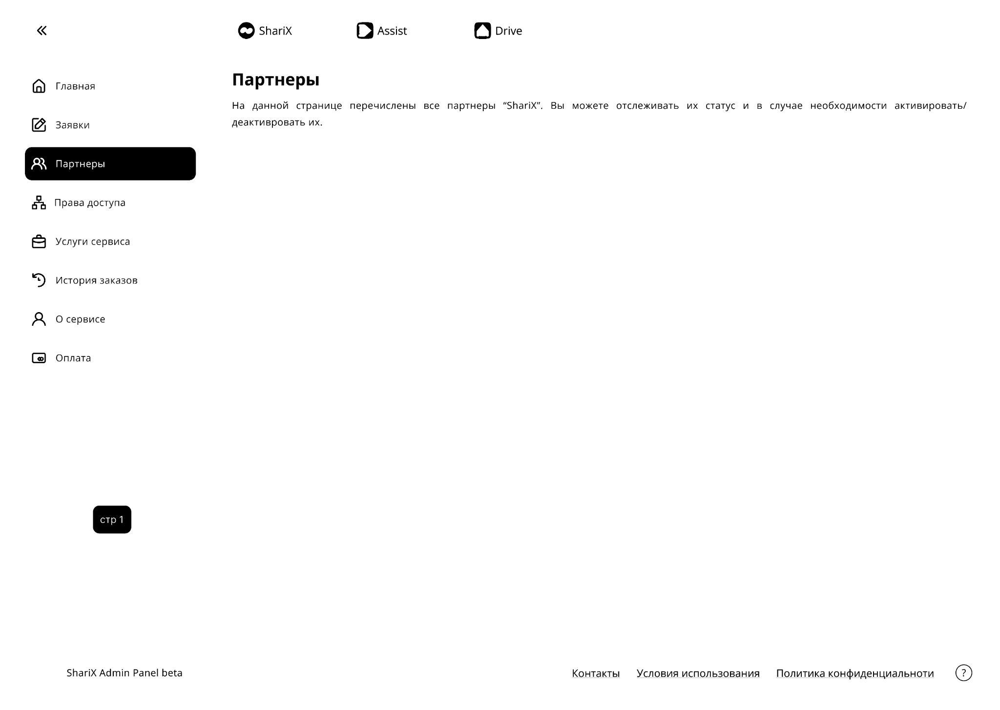 ShariX
Assist
Drive
Главная
Заявки
Партнеры
Права доступа
Услуги сервиса
История заказов
О сервисе
Оплата
стр 1
Партнеры
На данной странице перечислены все партнеры “ShariX”. Вы можете отслеживать их статус и в случае необходимости активировать/
деактивровать их.
ShariX Admin Panel beta
Контакты
Условия использования
Политика конфиденциальноти
?